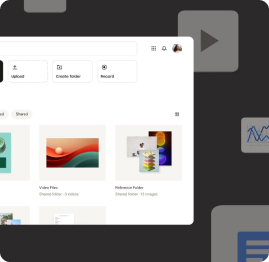 Upload
Create folder
Record
Shared
Video Files
Shared folder · 3 videos
Reference Folder
Shared folder · 10 images